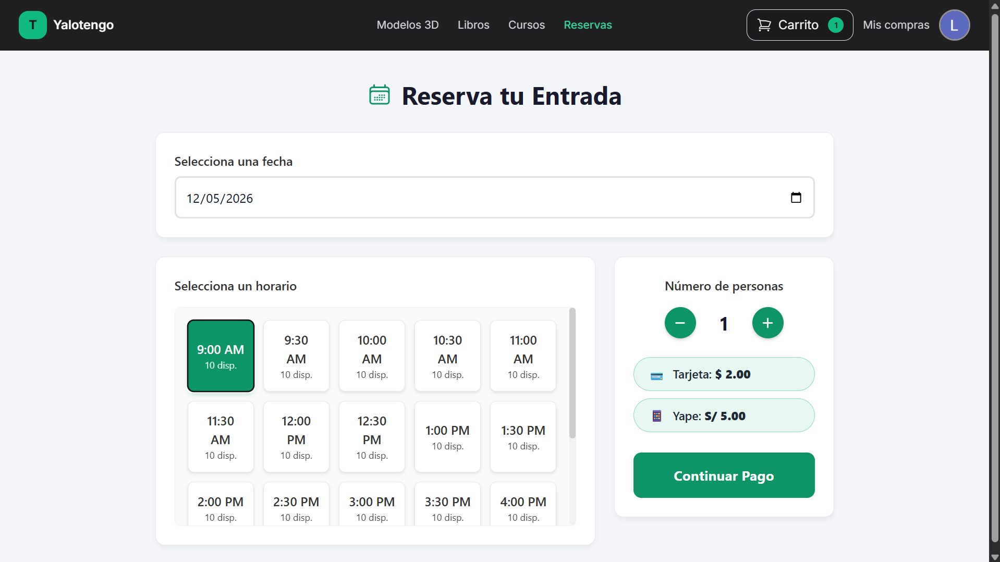 T Yalotengo
Modelos 3D Libros Cursos Reservas
Carrito 1 Mis compras L
Reserva tu Entrada
Selecciona una fecha
12/05/2026
Selecciona un horario
9:00 AM
10 disp.
9:30
AM
10 disp.
10:00
AM
10 disp.
10:30
AM
10 disp.
11:00
AM
10 disp.
11:30
AM
10 disp.
12:00
PM
10 disp.
12:30
PM
10 disp.
1:00 PM
10 disp.
1:30 PM
10 disp.
2:00 PM
10 disp.
2:30 PM
10 disp.
3:00 PM
10 disp.
3:30 PM
10 disp.
4:00 PM
10 disp.
Número de personas
− 1 +
Tarjeta: $ 2.00
Yape: S/ 5.00
Continuar Pago